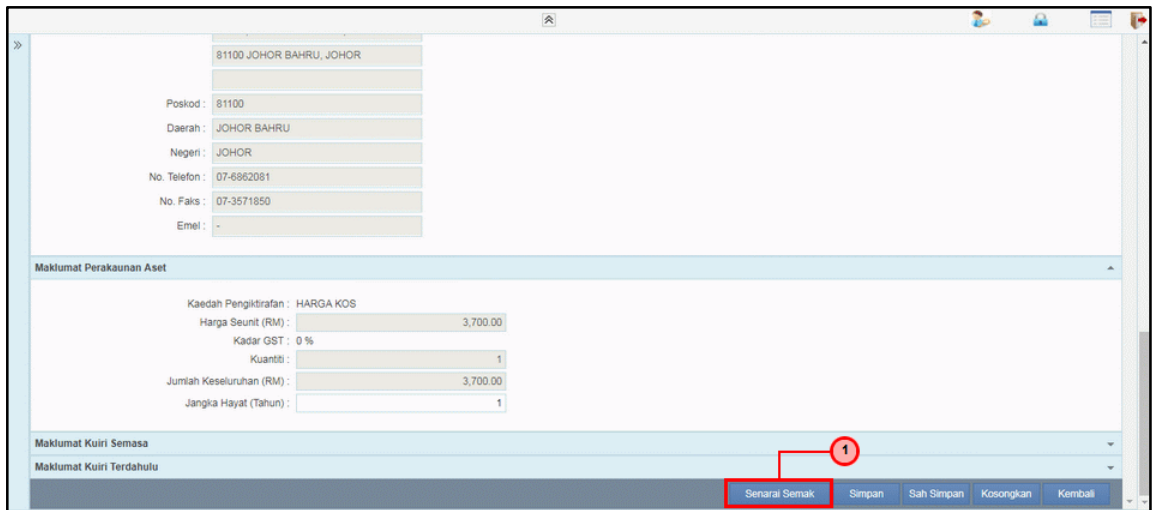 81100 JOHOR BAHRU, JOHOR
Poskod : 81100
Daerah : JOHOR BAHRU
Negeri : JOHOR
No. Telefon : 07-6862081
No. Faks : 07-3571850
Emel : -
Maklumat Perakaunan Aset
Kaedah Pengiktirafan : HARGA KOS
Harga Seunit (RM) : 3,700.00
Kadar GST : 0 %
Kuantiti : 1
Jumlah Keseluruhan (RM) : 3,700.00
Jangka Hayat (Tahun) : 1
Maklumat Kuiri Semasa
1
Maklumat Kuiri Terdahulu
Senarai Semak Simpan Sah Simpan Kosongkan Kembali